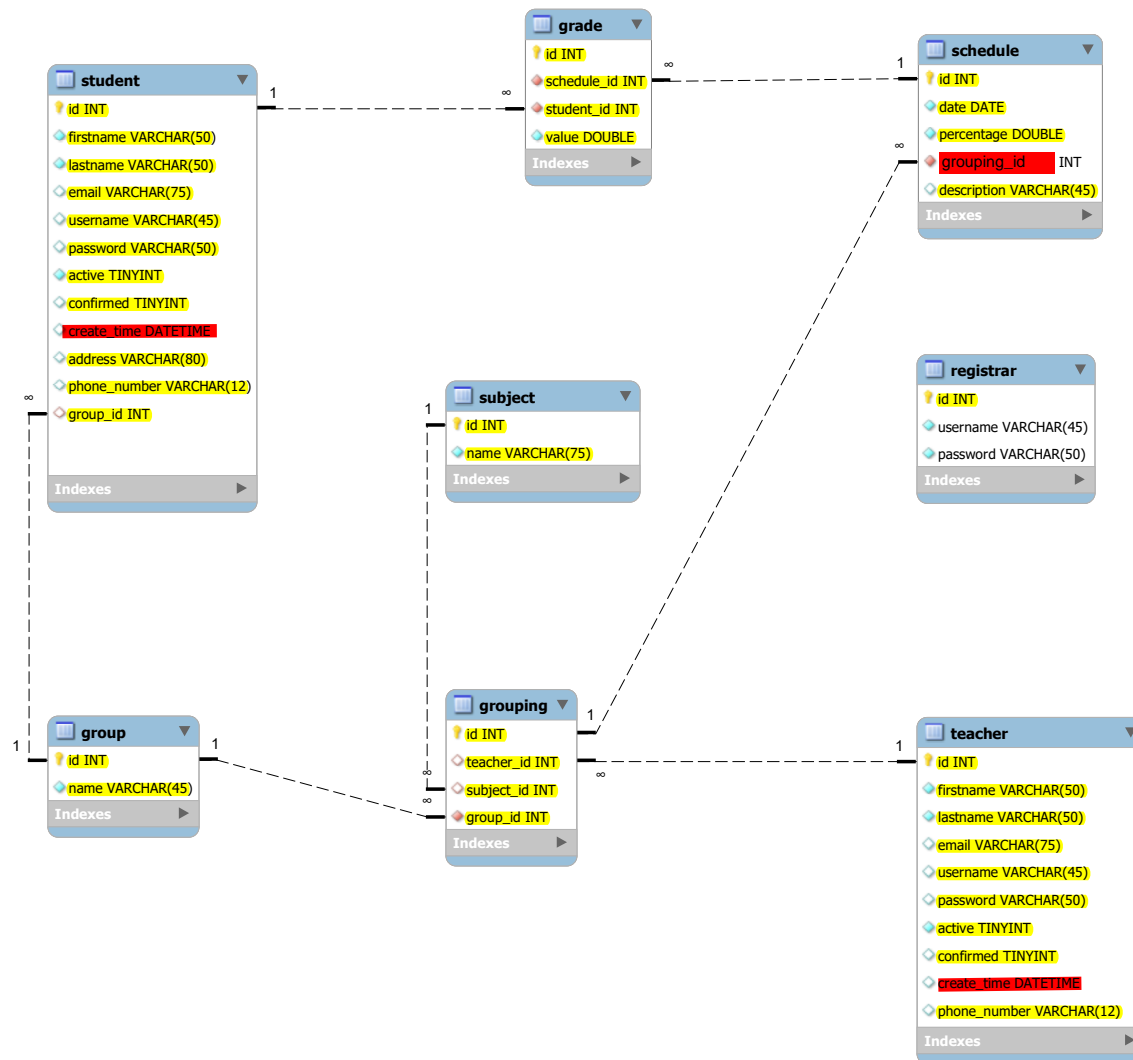 grade
id INT
schedule_id INT
student_id INT
value DOUBLE
Indexes
schedule
id INT
date DATE
percentage DOUBLE
grouping_id INT
description VARCHAR(45)
Indexes
student
id INT
firstname VARCHAR(50)
lastname VARCHAR(50)
email VARCHAR(75)
username VARCHAR(45)
password VARCHAR(50)
active TINYINT
confirmed TINYINT
create_time DATETIME
address VARCHAR(80)
phone_number VARCHAR(12)
group_id INT
Indexes
1
∞
∞
1
∞
subject
id INT
name VARCHAR(75)
Indexes
1
registrar
id INT
username VARCHAR(45)
password VARCHAR(50)
Indexes
∞
1
group
id INT
name VARCHAR(45)
Indexes
1
grouping
id INT
teacher_id INT
subject_id INT
group_id INT
Indexes
∞
∞
1
∞
1
teacher
id INT
firstname VARCHAR(50)
lastname VARCHAR(50)
email VARCHAR(75)
username VARCHAR(45)
password VARCHAR(50)
active TINYINT
confirmed TINYINT
create_time DATETIME
phone_number VARCHAR(12)
Indexes